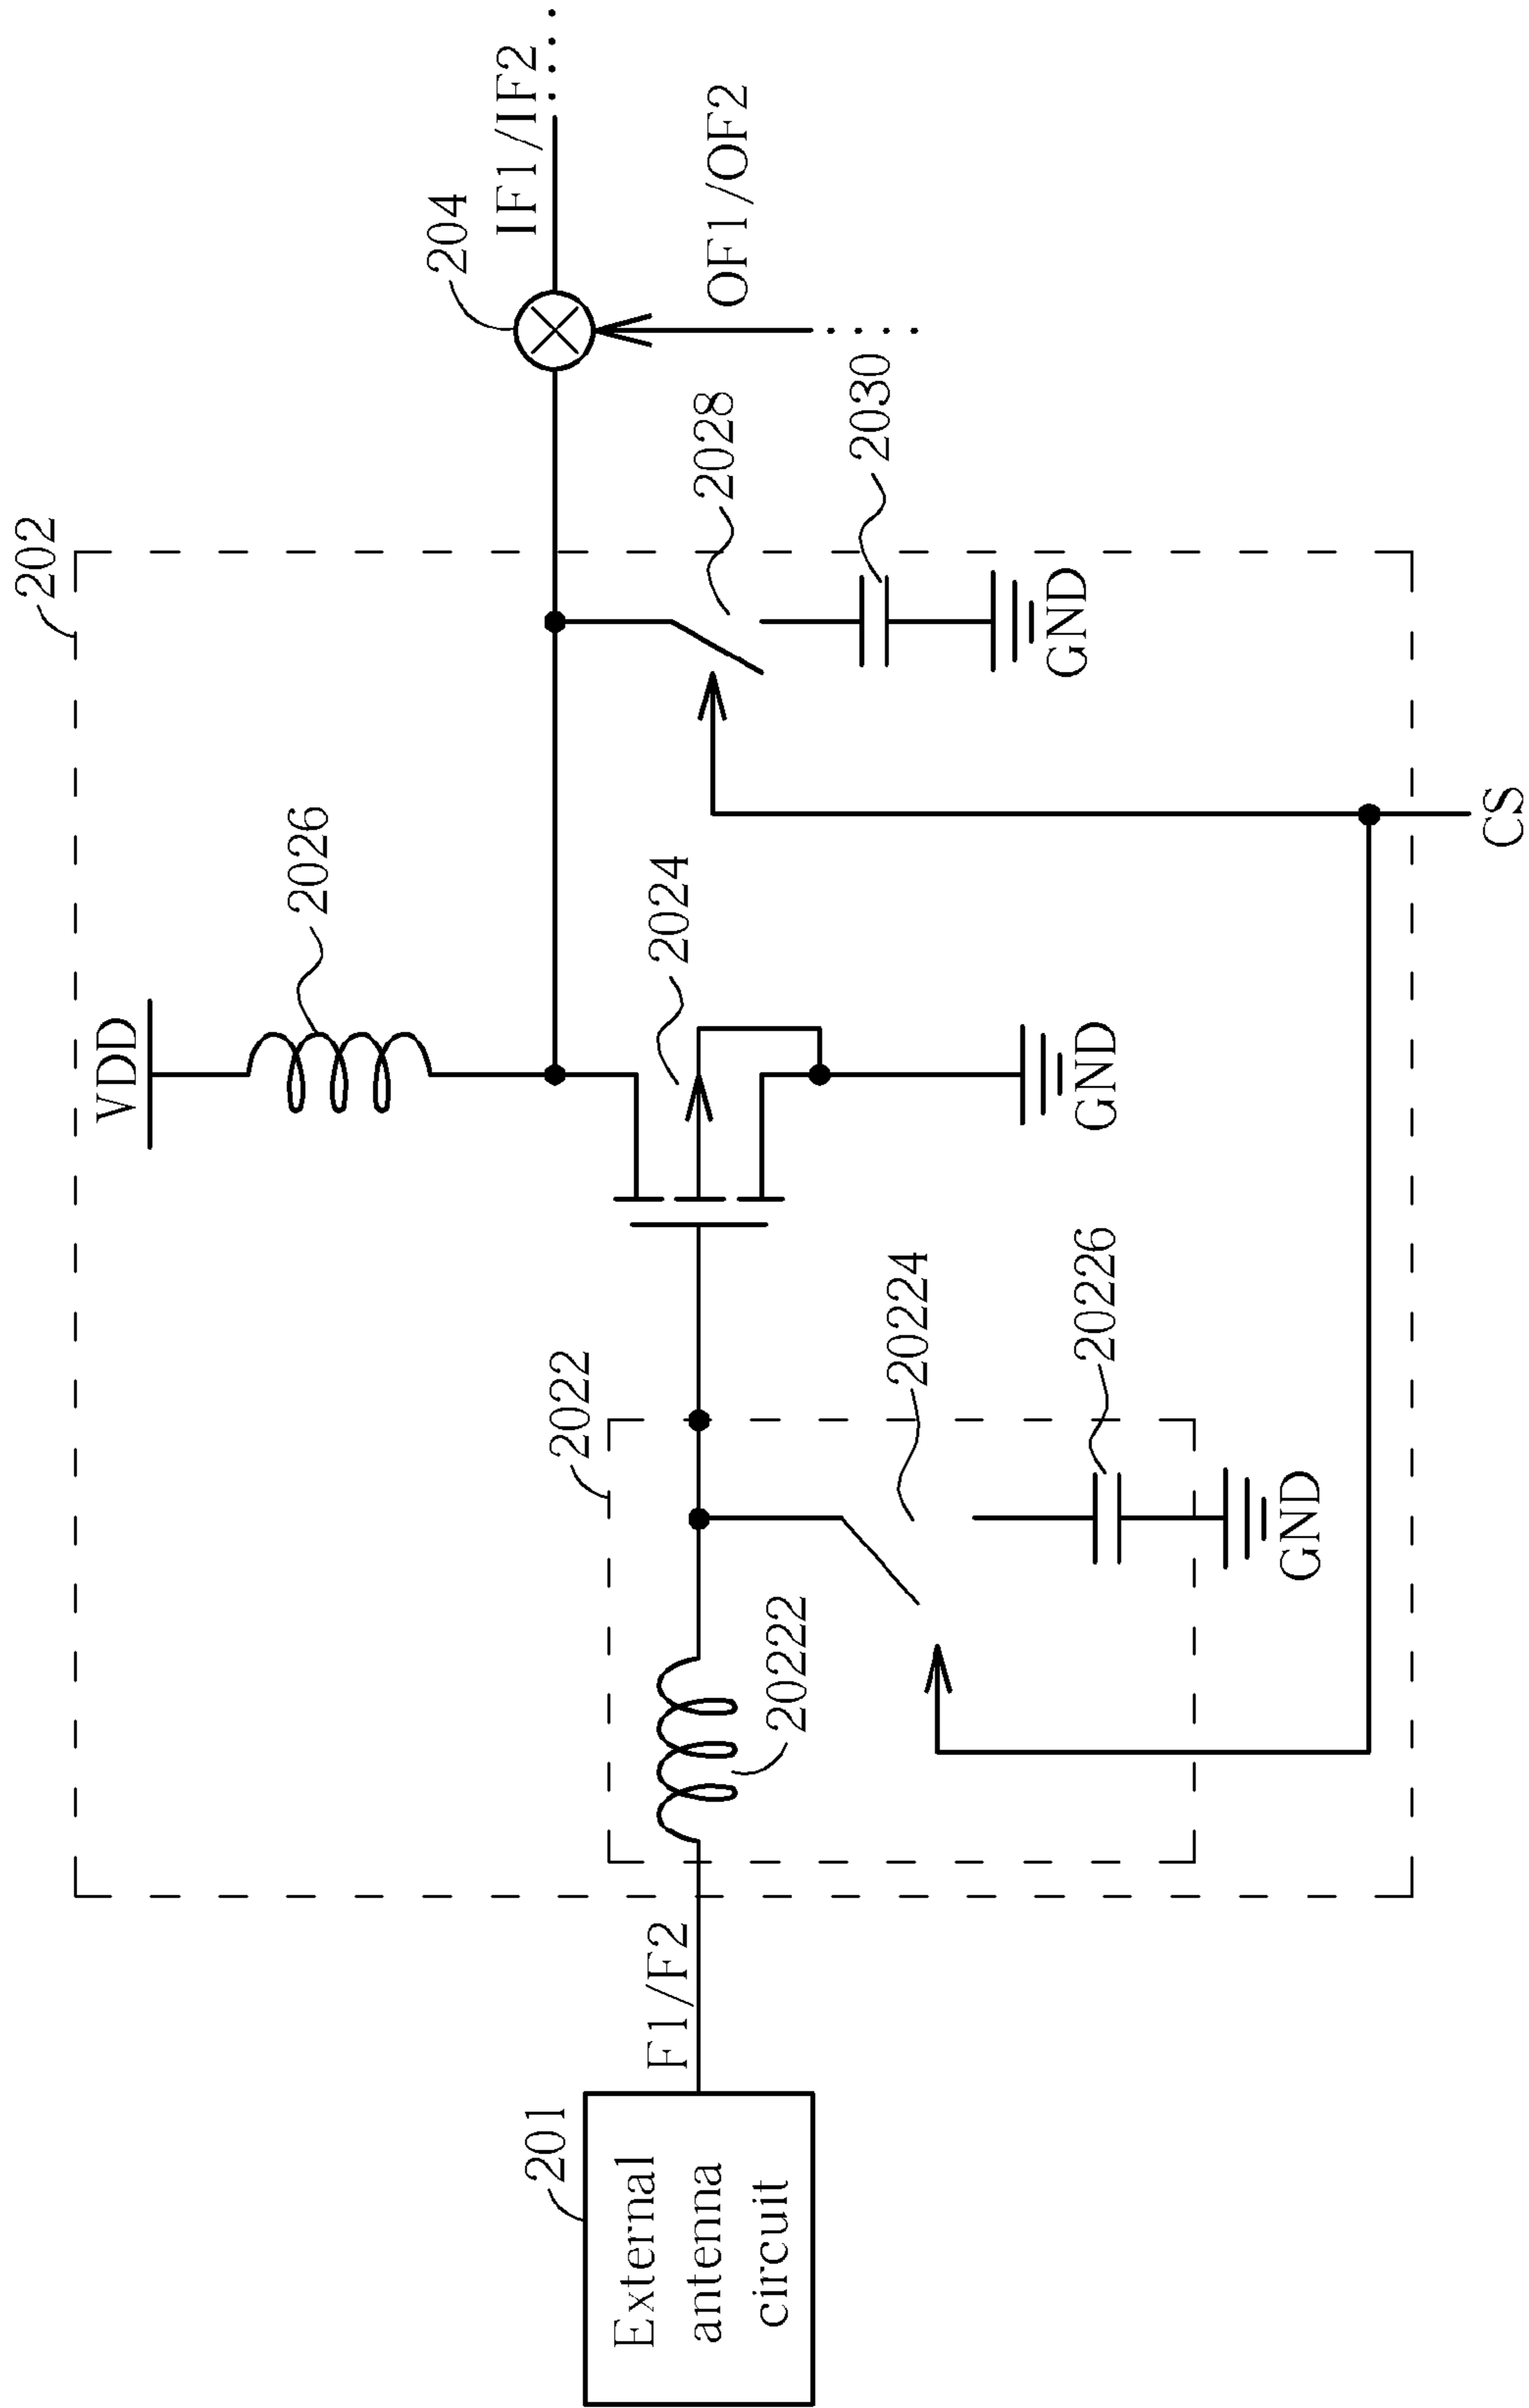 202
VDD
2026
204
IF1/IF2
OF1/OF2
2024
2028
2030
GND
GND
2022
20222
20224
20226
GND
201
External
antenna
circuit
F1/F2
CS